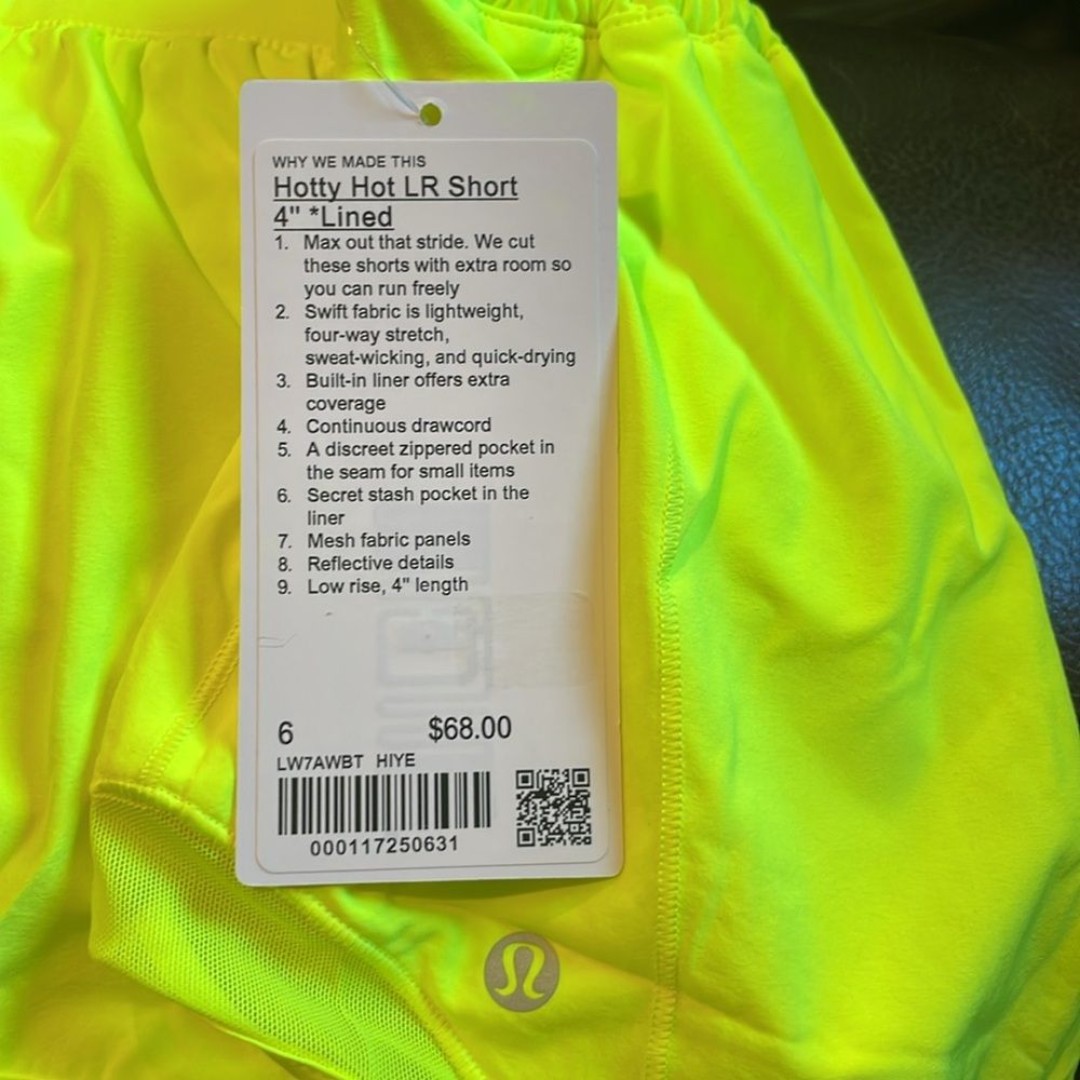 WHY WE MADE THIS
Hotty Hot LR Short
4" *Lined
1. Max out that stride. We cut
these shorts with extra room so
you can run freely
2. Swift fabric is lightweight,
four-way stretch,
sweat-wicking, and quick-drying
3. Built-in liner offers extra
coverage
4. Continuous drawcord
5. A discreet zippered pocket in
the seam for small items
6. Secret stash pocket in the
liner
7. Mesh fabric panels
8. Reflective details
9. Low rise, 4" length
6 $68.00
LW7AWBT HIYE
000117250631